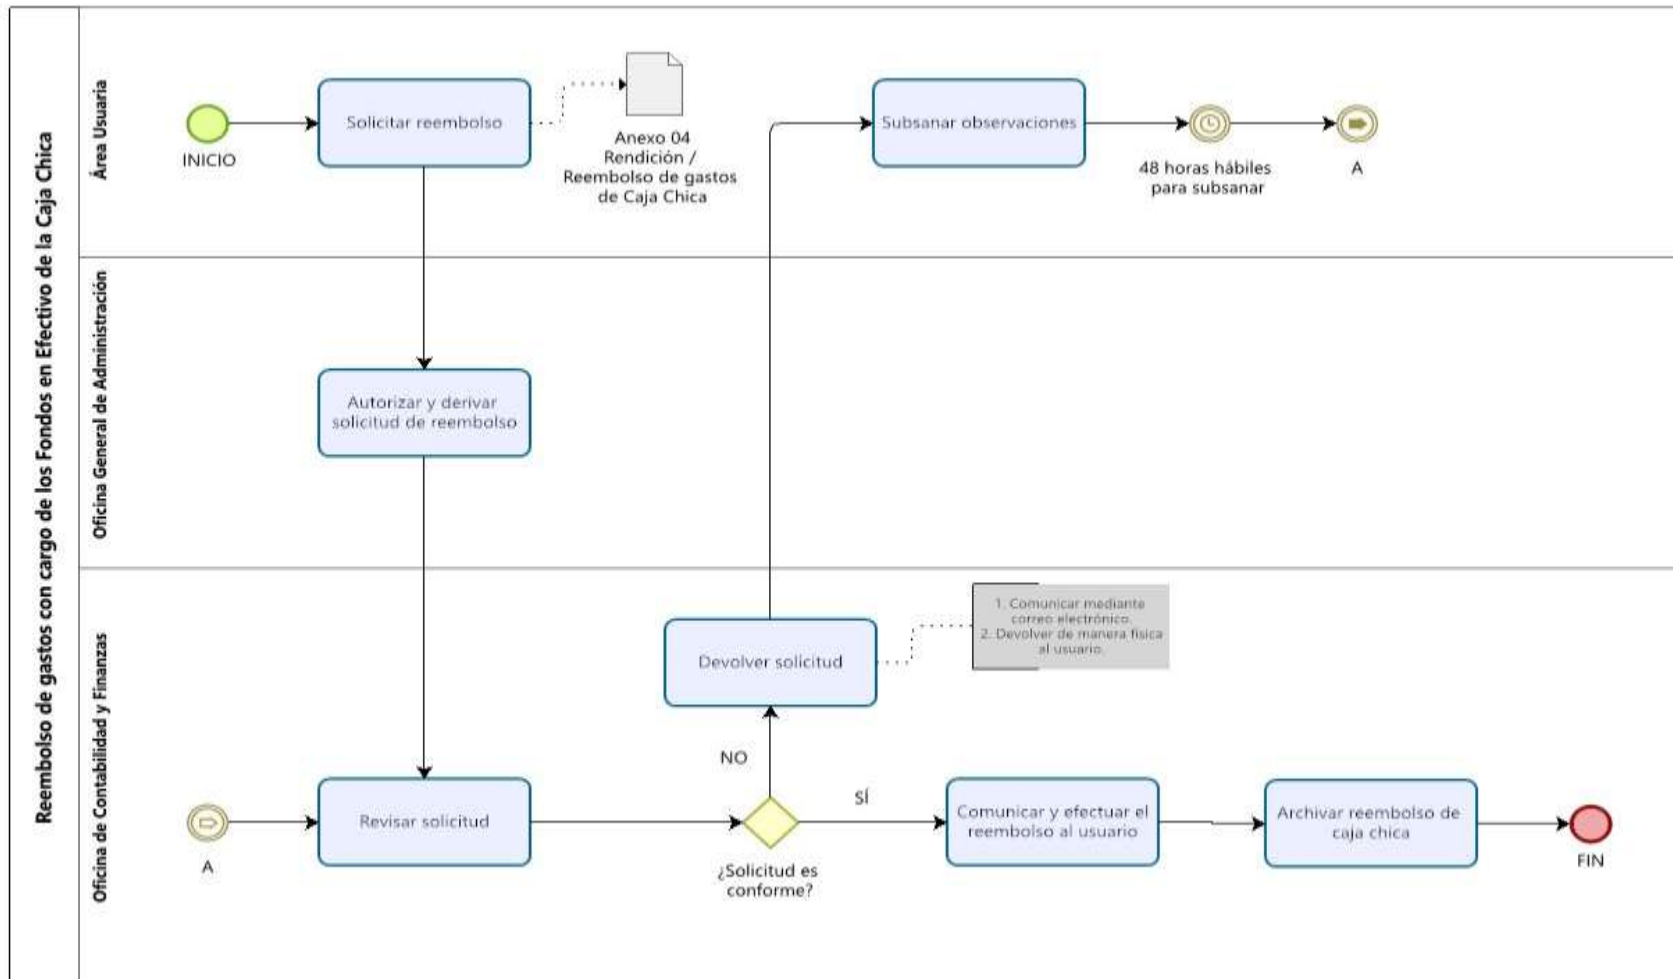 Reembolso de gastos con cargo de los Fondos en Efectivo de la Caja Chica
Área Usuaria
INICIO
Solicitar reembolso
Anexo 04
Rendición /
Reembolso de gastos
de Caja Chica
Subsanar observaciones
48 horas hábiles
para subsanar
A
Oficina General de Administración
Autorizar y derivar
solicitud de reembolso
Oficina de Contabilidad y Finanzas
A
Revisar solicitud
¿Solicitud es
conforme?
NO
Devolver solicitud
1. Comunicar mediante
correo electrónico.
2. Devolver de manera física
al usuario.
SÍ
Comunicar y efectuar el
reembolso al usuario
Archivar reembolso de
caja chica
FIN